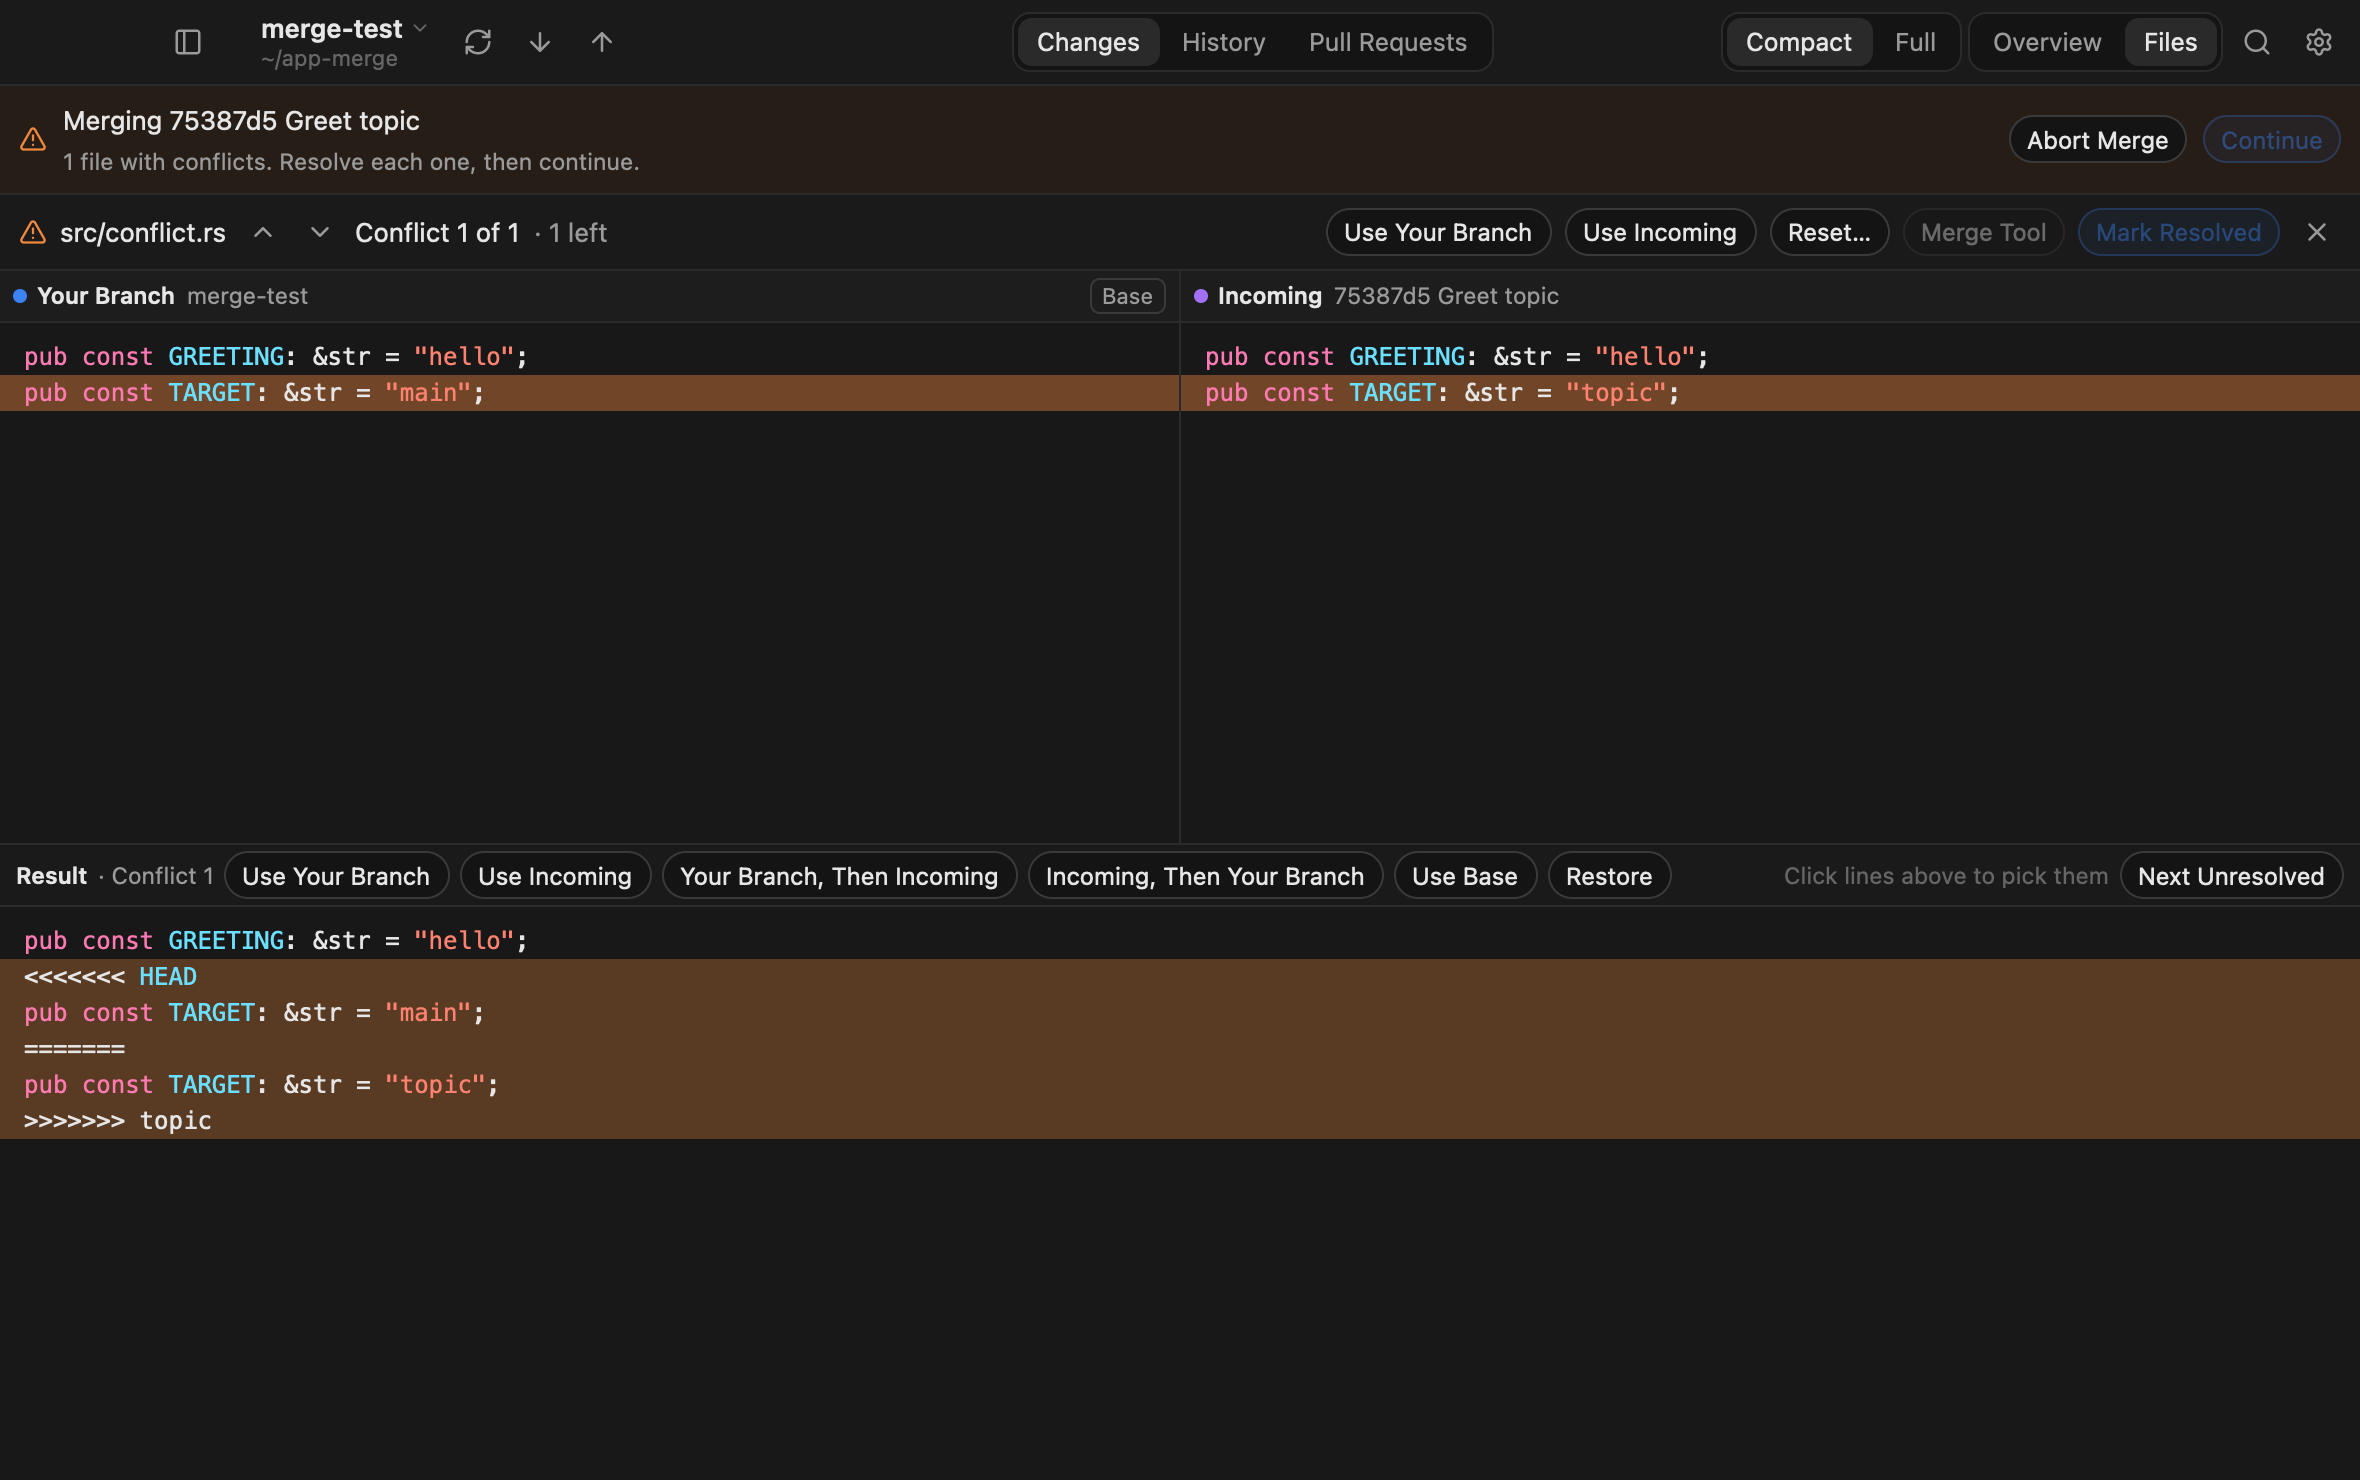 merge-test
~/app-merge
Changes History Pull Requests
Compact Full Overview Files
Merging 75387d5 Greet topic
1 file with conflicts. Resolve each one, then continue.
Abort Merge Continue
src/conflict.rs Conflict 1 of 1 · 1 left
Use Your Branch Use Incoming Reset... Merge Tool Mark Resolved
Your Branch merge-test Base
pub const GREETING: &str = "hello";
pub const TARGET: &str = "main";
Incoming 75387d5 Greet topic
pub const GREETING: &str = "hello";
pub const TARGET: &str = "topic";
Result · Conflict 1 Use Your Branch Use Incoming Your Branch, Then Incoming Incoming, Then Your Branch Use Base Restore Click lines above to pick them Next Unresolved
pub const GREETING: &str = "hello";
<<<<<<< HEAD
pub const TARGET: &str = "main";
=======
pub const TARGET: &str = "topic";
>>>>>>> topic